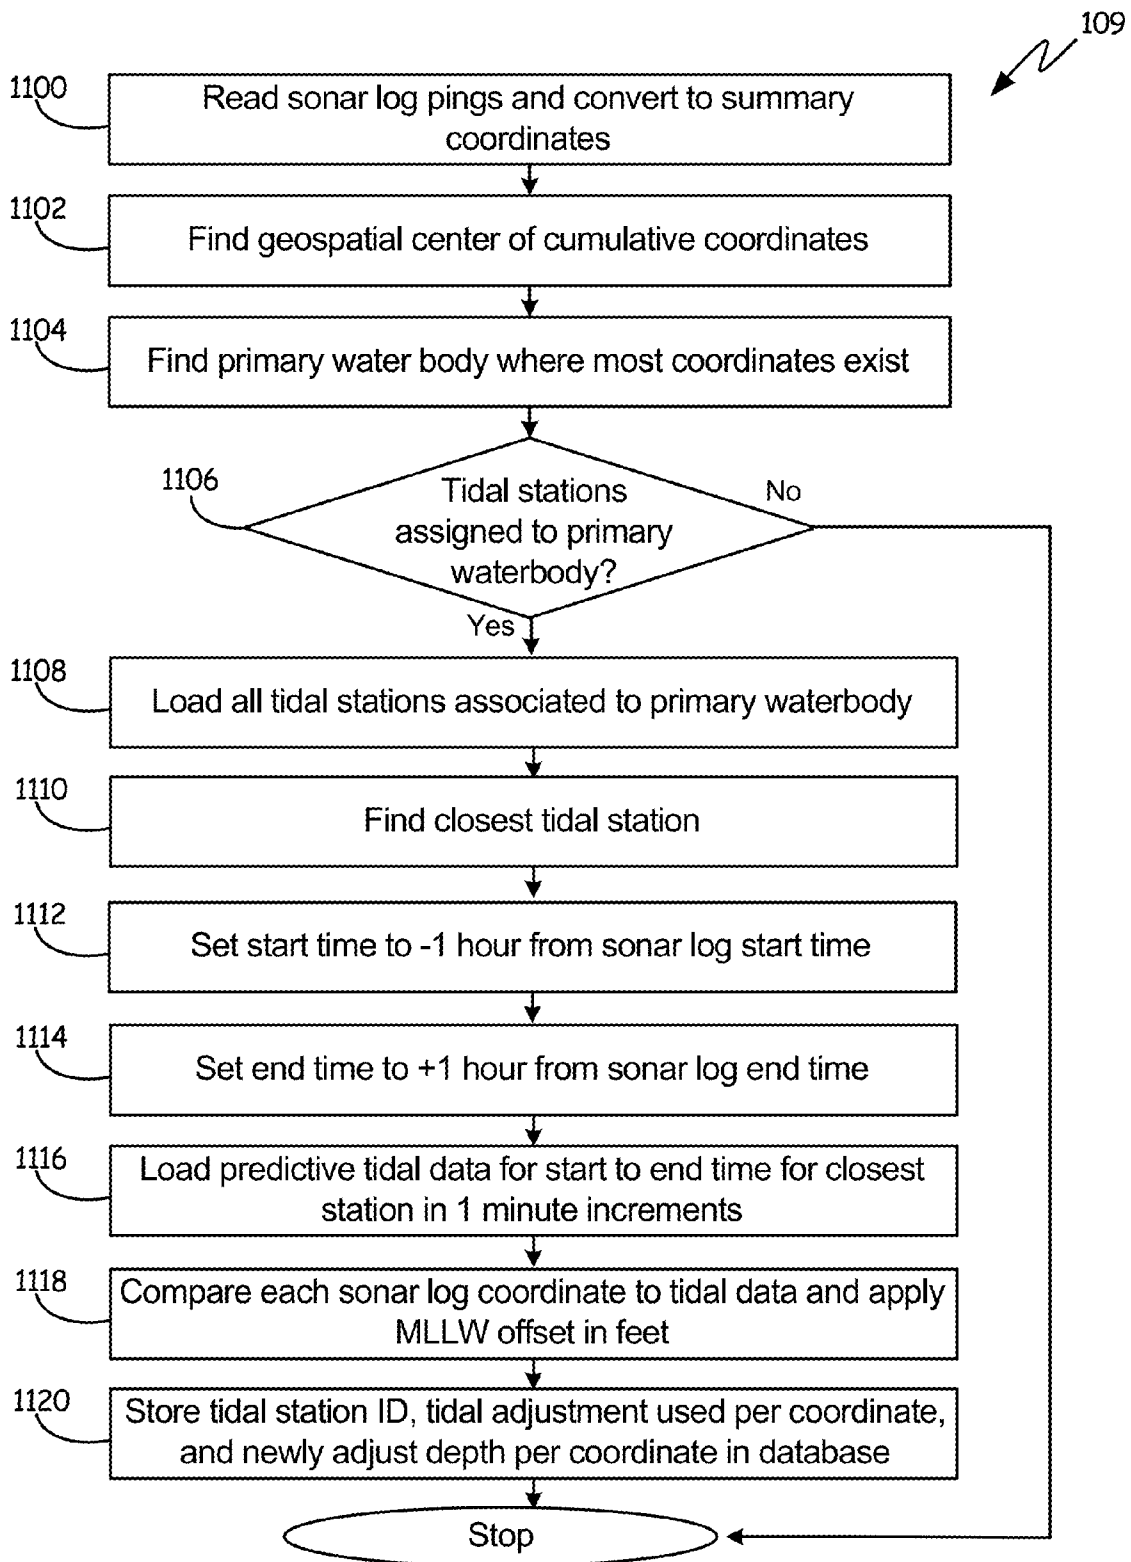 109
1100
Read sonar log pings and convert to summary
coordinates
1102
Find geospatial center of cumulative coordinates
1104
Find primary water body where most coordinates exist
1106
Tidal stations
assigned to primary
waterbody?
No
Yes
1108
Load all tidal stations associated to primary waterbody
1110
Find closest tidal station
1112
Set start time to -1 hour from sonar log start time
1114
Set end time to +1 hour from sonar log end time
1116
Load predictive tidal data for start to end time for closest
station in 1 minute increments
1118
Compare each sonar log coordinate to tidal data and apply
MLLW offset in feet
1120
Store tidal station ID, tidal adjustment used per coordinate,
and newly adjust depth per coordinate in database
Stop